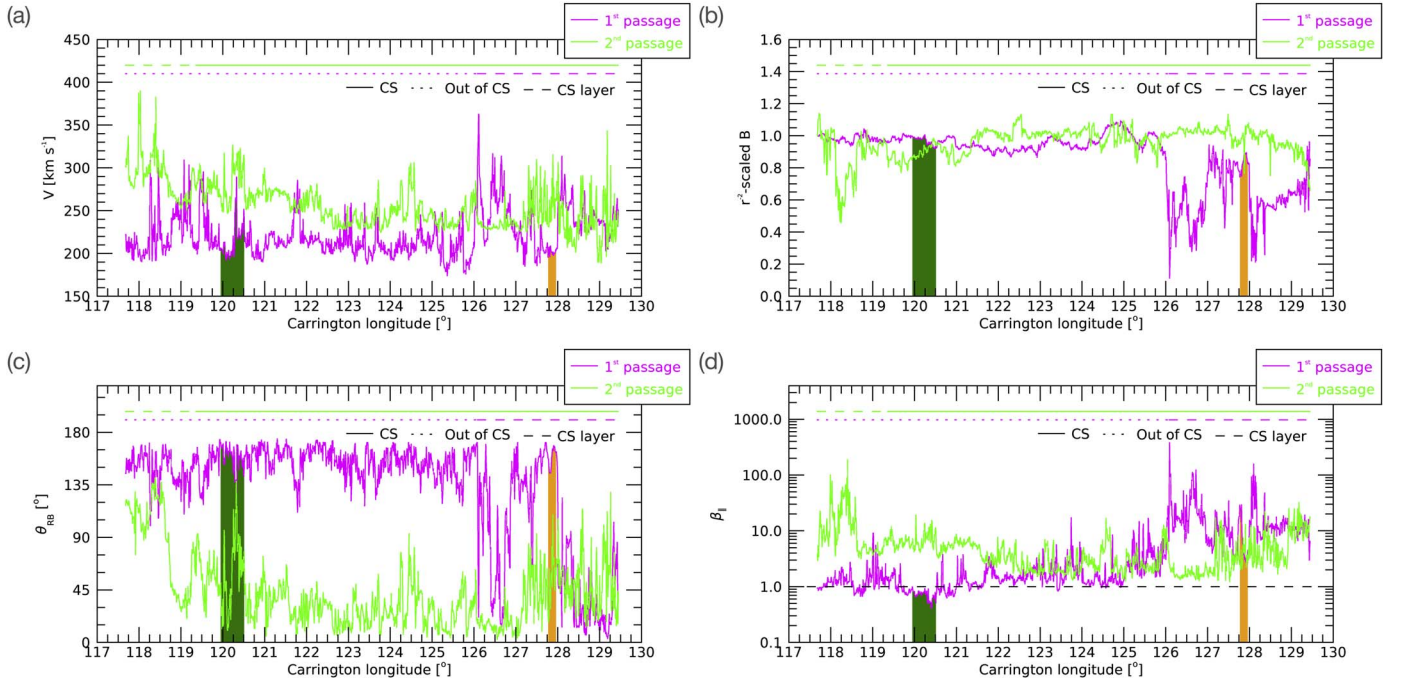 (a)
1st passage
2nd passage
450
400
350
300
250
200
150
V [km s-1]
CS
Out of CS
CS layer
117 118 119 120 121 122 123 124 125 126 127 128 129 130
Carrington longitude [o]
(b)
1st passage
2nd passage
1.6
1.4
1.2
1.0
0.8
0.6
0.4
0.2
0.0
r-2-scaled B
CS
Out of CS
CS layer
117 118 119 120 121 122 123 124 125 126 127 128 129 130
Carrington longitude [o]
(c)
1st passage
2nd passage
180
135
90
45
0
θRB [o]
CS
Out of CS
CS layer
117 118 119 120 121 122 123 124 125 126 127 128 129 130
Carrington longitude [o]
(d)
1st passage
2nd passage
1000.0
100.0
10.0
1.0
0.1
β∥
CS
Out of CS
CS layer
117 118 119 120 121 122 123 124 125 126 127 128 129 130
Carrington longitude [o]